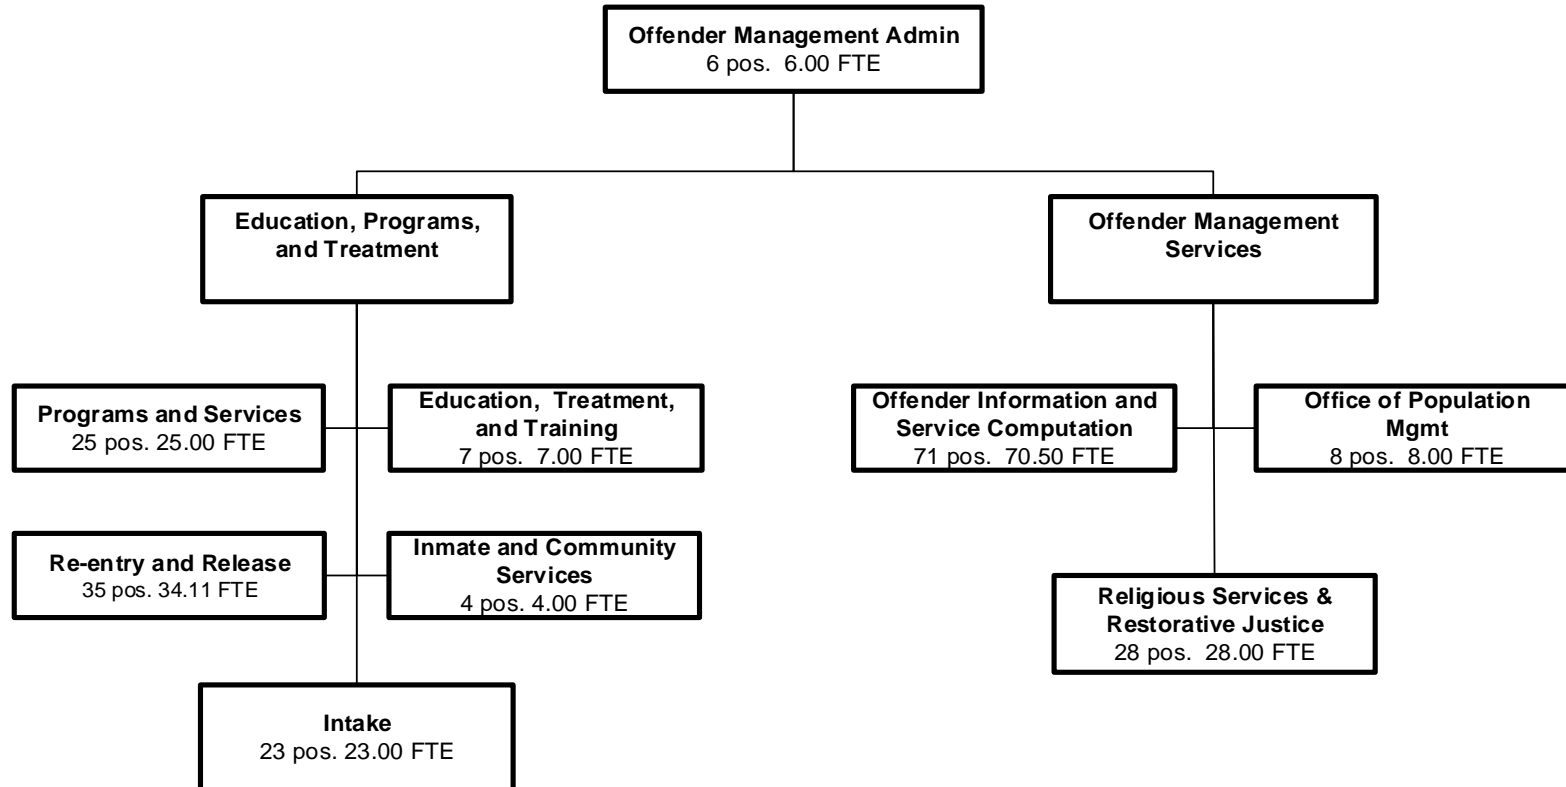 Offender Management Admin
6 pos.  6.00 FTE
Education, Programs,
and Treatment
Offender Management
Services
Programs and Services
25 pos. 25.00 FTE
Education,  Treatment,
and Training
7 pos.  7.00 FTE
Offender Information and
Service Computation
71 pos.  70.50 FTE
Office of Population
Mgmt
8 pos.  8.00 FTE
Re-entry and Release
35 pos. 34.11 FTE
Inmate and Community
Services
4 pos. 4.00 FTE
Religious Services &
Restorative Justice
28 pos.  28.00 FTE
Intake
23 pos. 23.00 FTE